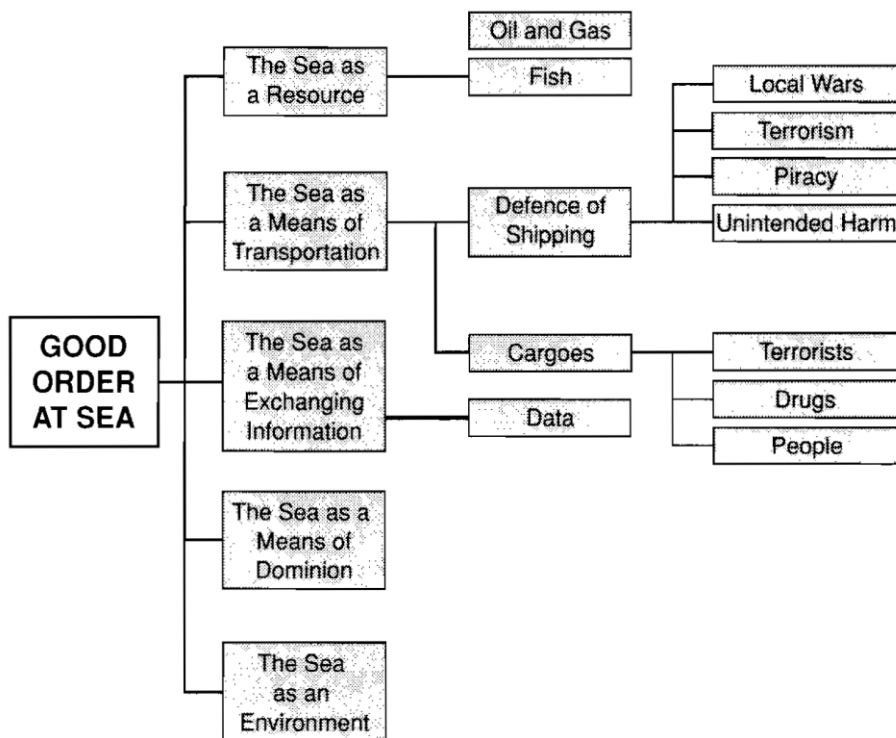 GOOD
ORDER
AT SEA
The Sea as
a Resource
Oil and Gas
Fish
The Sea as
a Means of
Transportation
Defence of
Shipping
Local Wars
Terrorism
Piracy
Unintended Harm
Cargoes
Terrorists
Drugs
People
The Sea as
a Means of
Exchanging
Information
Data
The Sea as a
Means of
Dominion
The Sea
as an
Environment